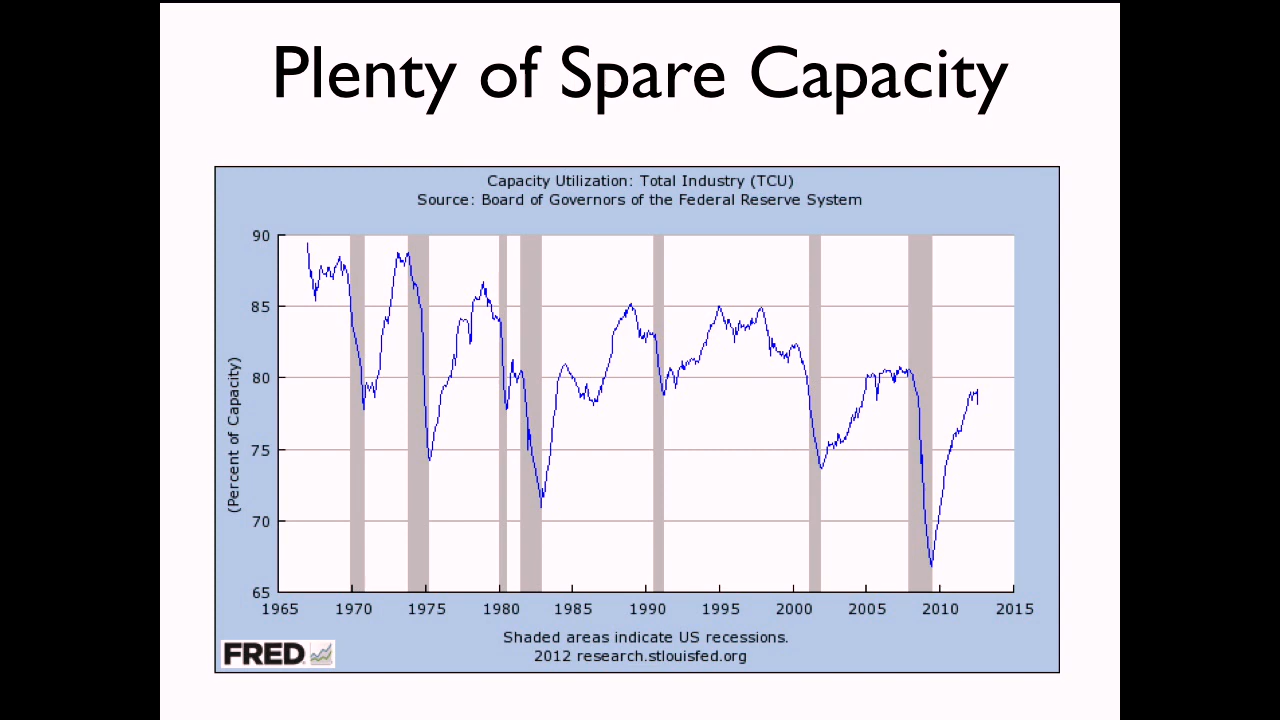 Plenty of Spare Capacity
Capacity Utilization: Total Industry (TCU)
Source: Board of Governors of the Federal Reserve System
(Percent of Capacity)
90
85
80
75
70
65
1965 1970 1975 1980 1985 1990 1995 2000 2005 2010 2015
Shaded areas indicate US recessions.
2012 research.stlouisfed.org
FRED